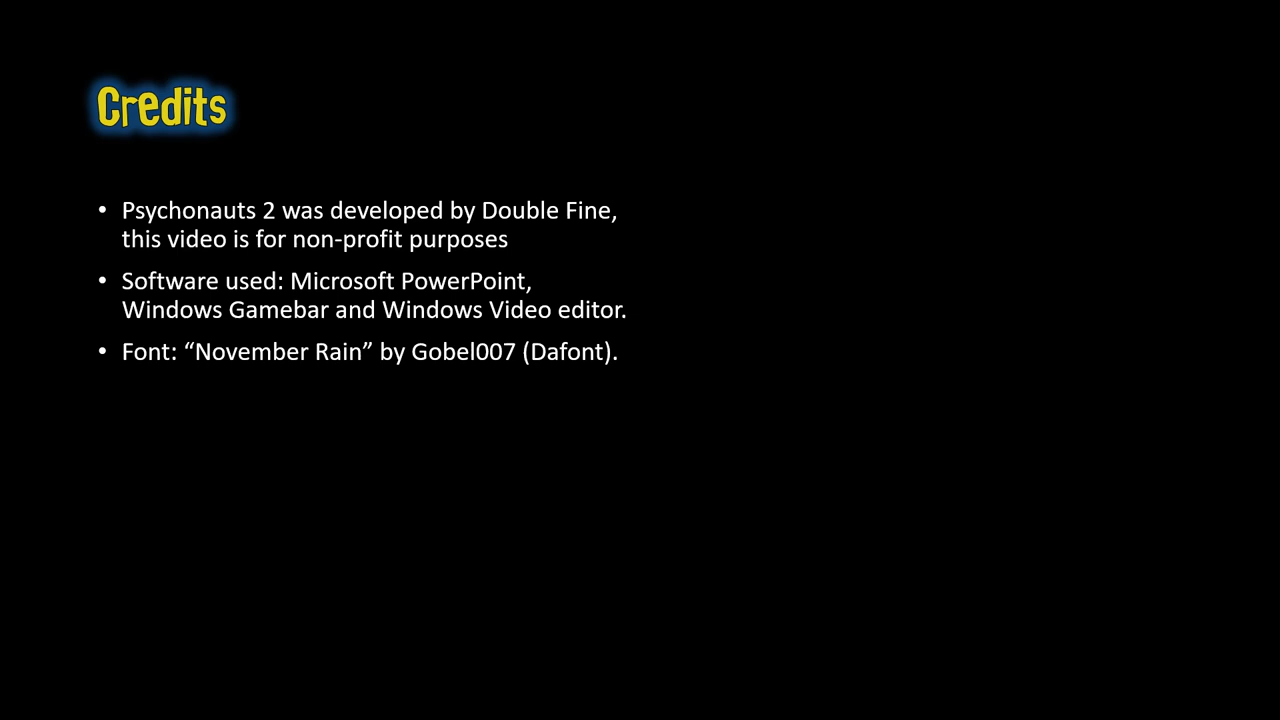 Credits
• Psychonauts 2 was developed by Double Fine,
this video is for non-profit purposes
• Software used: Microsoft PowerPoint,
Windows Gamebar and Windows Video editor.
• Font: “November Rain” by Gobel007 (Dafont).